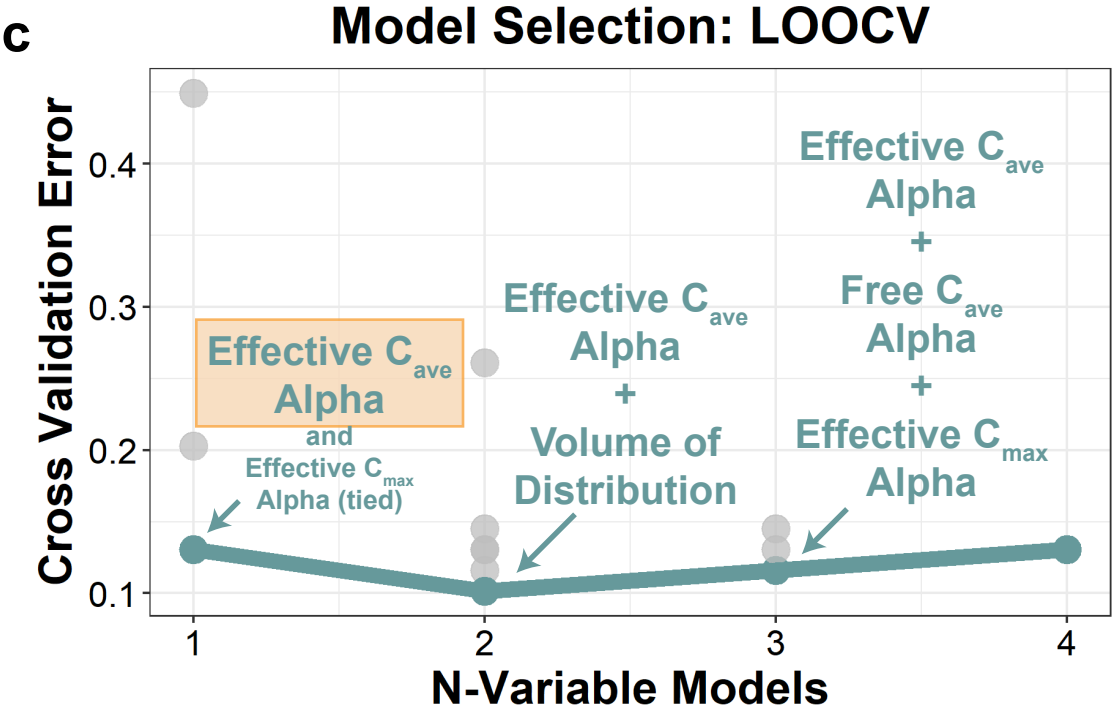 c
Model Selection: LOOCV
Cross Validation Error
0.4
0.3
0.2
0.1
Effective Cave
Alpha
and
Effective Cmax
Alpha (tied)
Effective Cave
Alpha
+
Volume of
Distribution
Effective Cave
Alpha
+
Free Cave
Alpha
+
Effective Cmax
Alpha
1 2 3 4
N-Variable Models